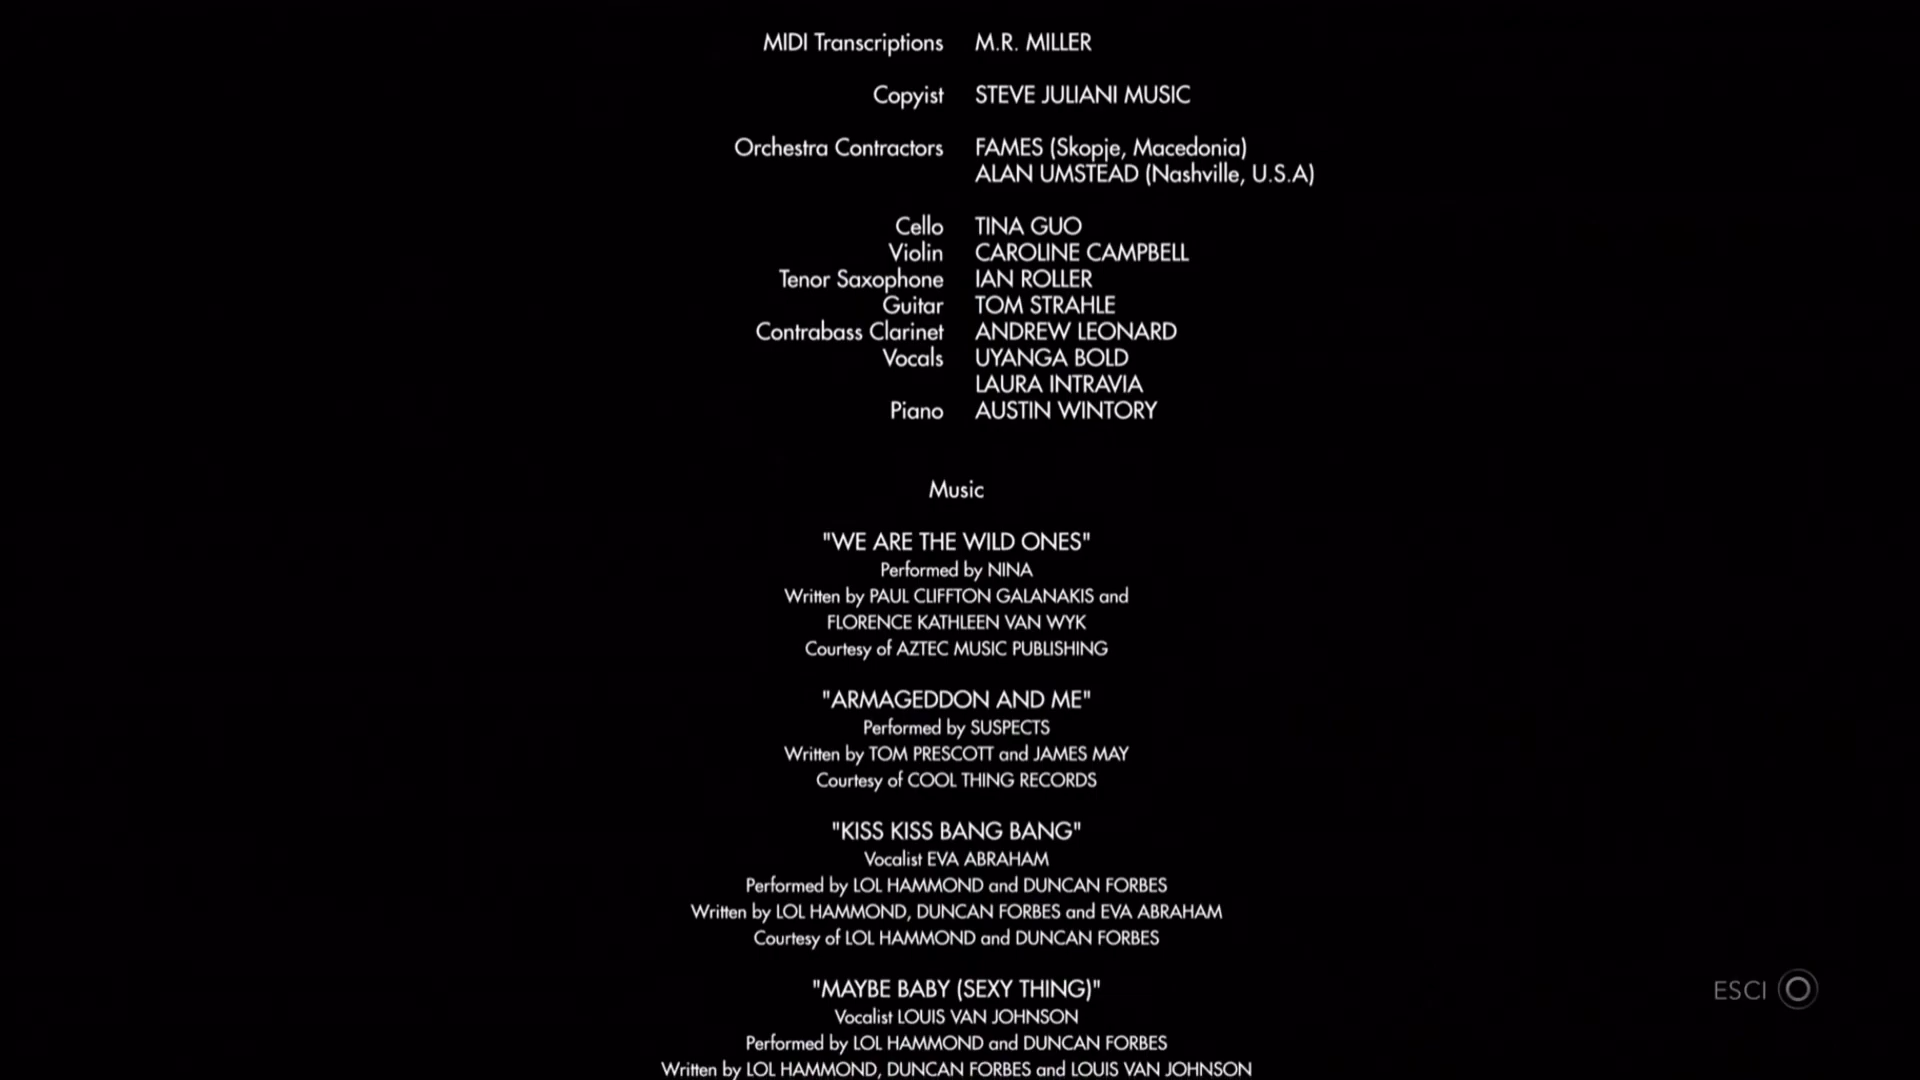 MIDI Transcriptions M.R. MILLER
Copyist STEVE JULIANI MUSIC
Orchestra Contractors FAMES (Skopje, Macedonia)
ALAN UMSTEAD (Nashville, U.S.A)
Cello TINA GUO
Violin CAROLINE CAMPBELL
Tenor Saxophone IAN ROLLER
Guitar TOM STRAHLE
Contrabass Clarinet ANDREW LEONARD
Vocals UYANGA BOLD
LAURA INTRAVIA
Piano AUSTIN WINTORY
Music
"WE ARE THE WILD ONES"
Performed by NINA
Written by PAUL CLIFFTON GALANAKIS and
FLORENCE KATHLEEN VAN WYK
Courtesy of AZTEC MUSIC PUBLISHING
"ARMAGEDDON AND ME"
Performed by SUSPECTS
Written by TOM PRESCOTT and JAMES MAY
Courtesy of COOL THING RECORDS
"KISS KISS BANG BANG"
Vocalist EVA ABRAHAM
Performed by LOL HAMMOND and DUNCAN FORBES
Written by LOL HAMMOND, DUNCAN FORBES and EVA ABRAHAM
Courtesy of LOL HAMMOND and DUNCAN FORBES
"MAYBE BABY (SEXY THING)"
Vocalist LOUIS VAN JOHNSON
Performed by LOL HAMMOND and DUNCAN FORBES
Written by LOL HAMMOND, DUNCAN FORBES and LOUIS VAN JOHNSON
ESCI